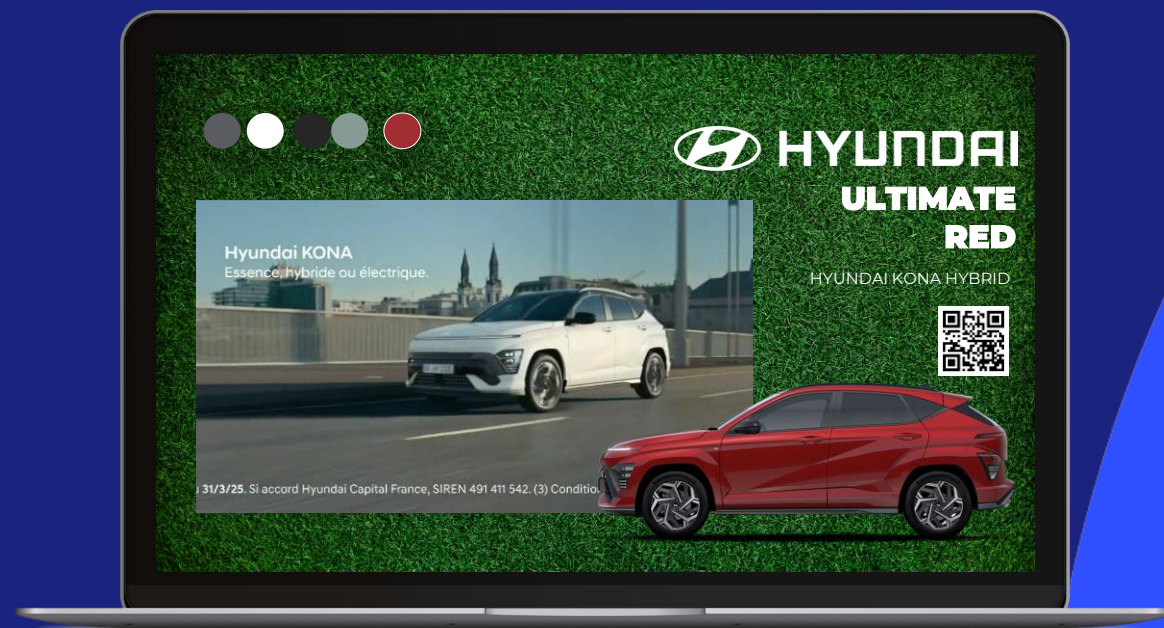 HYUNDAI
ULTIMATE
RED
HYUNDAI KONA HYBRID
Hyundai KONA
Essence, hybride ou électrique.
31/3/25. Si accord Hyundai Capital France, SIREN 491 411 542. (3)